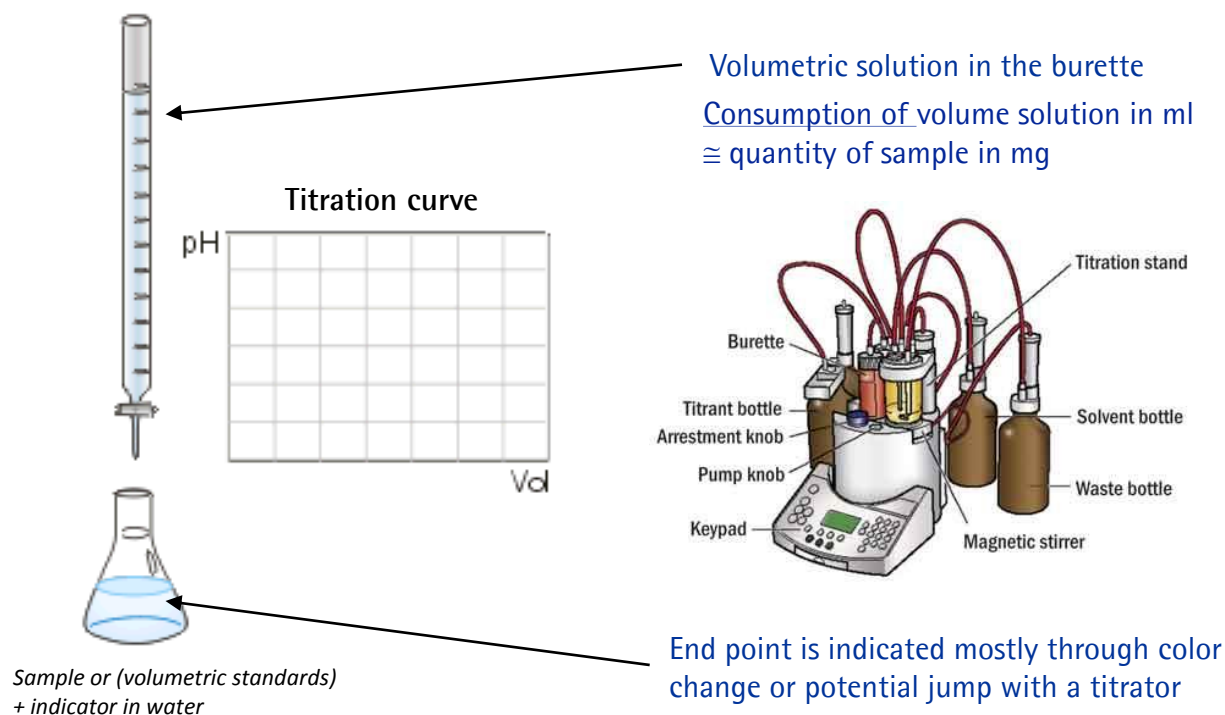 Volumetric solution in the burette
Consumption of volume solution in ml
≅ quantity of sample in mg
Titration curve
pH
Vol
Titration stand
Burette
Titrant bottle
Arrestment knob
Pump knob
Keypad
Solvent bottle
Waste bottle
Magnetic stirrer
End point is indicated mostly through color
change or potential jump with a titrator
Sample or (volumetric standards)
+ indicator in water